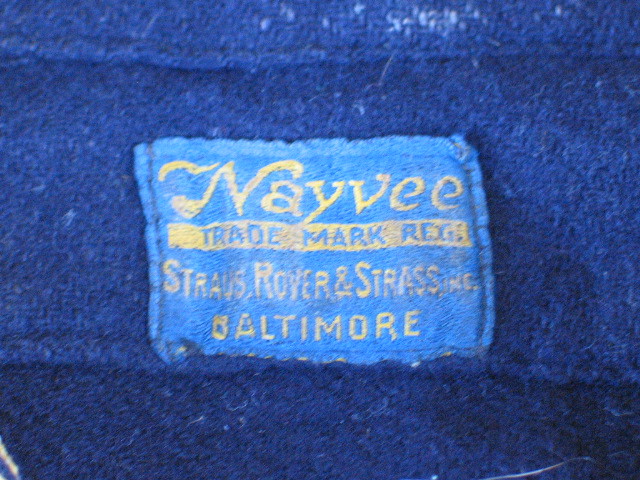 Nayvee
TRADE MARK REG.
STRAUS, ROYER & STRASS, INC.
BALTIMORE